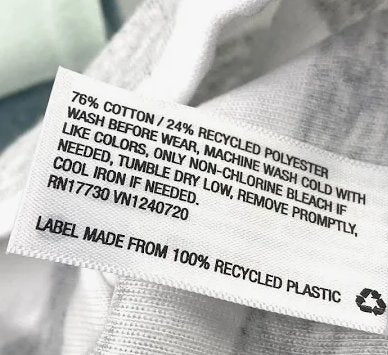 76% COTTON / 24% RECYCLED POLYESTER
WASH BEFORE WEAR, MACHINE WASH COLD WITH
LIKE COLORS, ONLY NON-CHLORINE BLEACH IF
NEEDED, TUMBLE DRY LOW, REMOVE PROMPTLY,
COOL IRON IF NEEDED.
RN17730 VN1240720
LABEL MADE FROM 100% RECYCLED PLASTIC